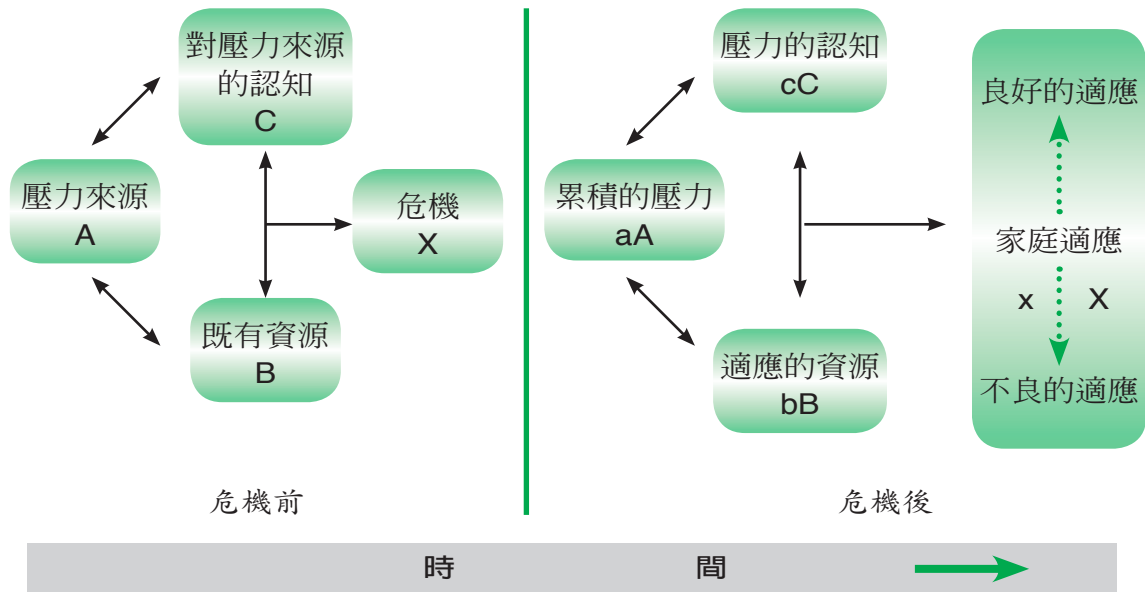 對壓力來源
的認知
C
壓力來源
A
危機
X
既有資源
B
危機前
壓力的認知
cC
累積的壓力
aA
適應的資源
bB
良好的適應
家庭適應
x X
不良的適應
危機後
時 間